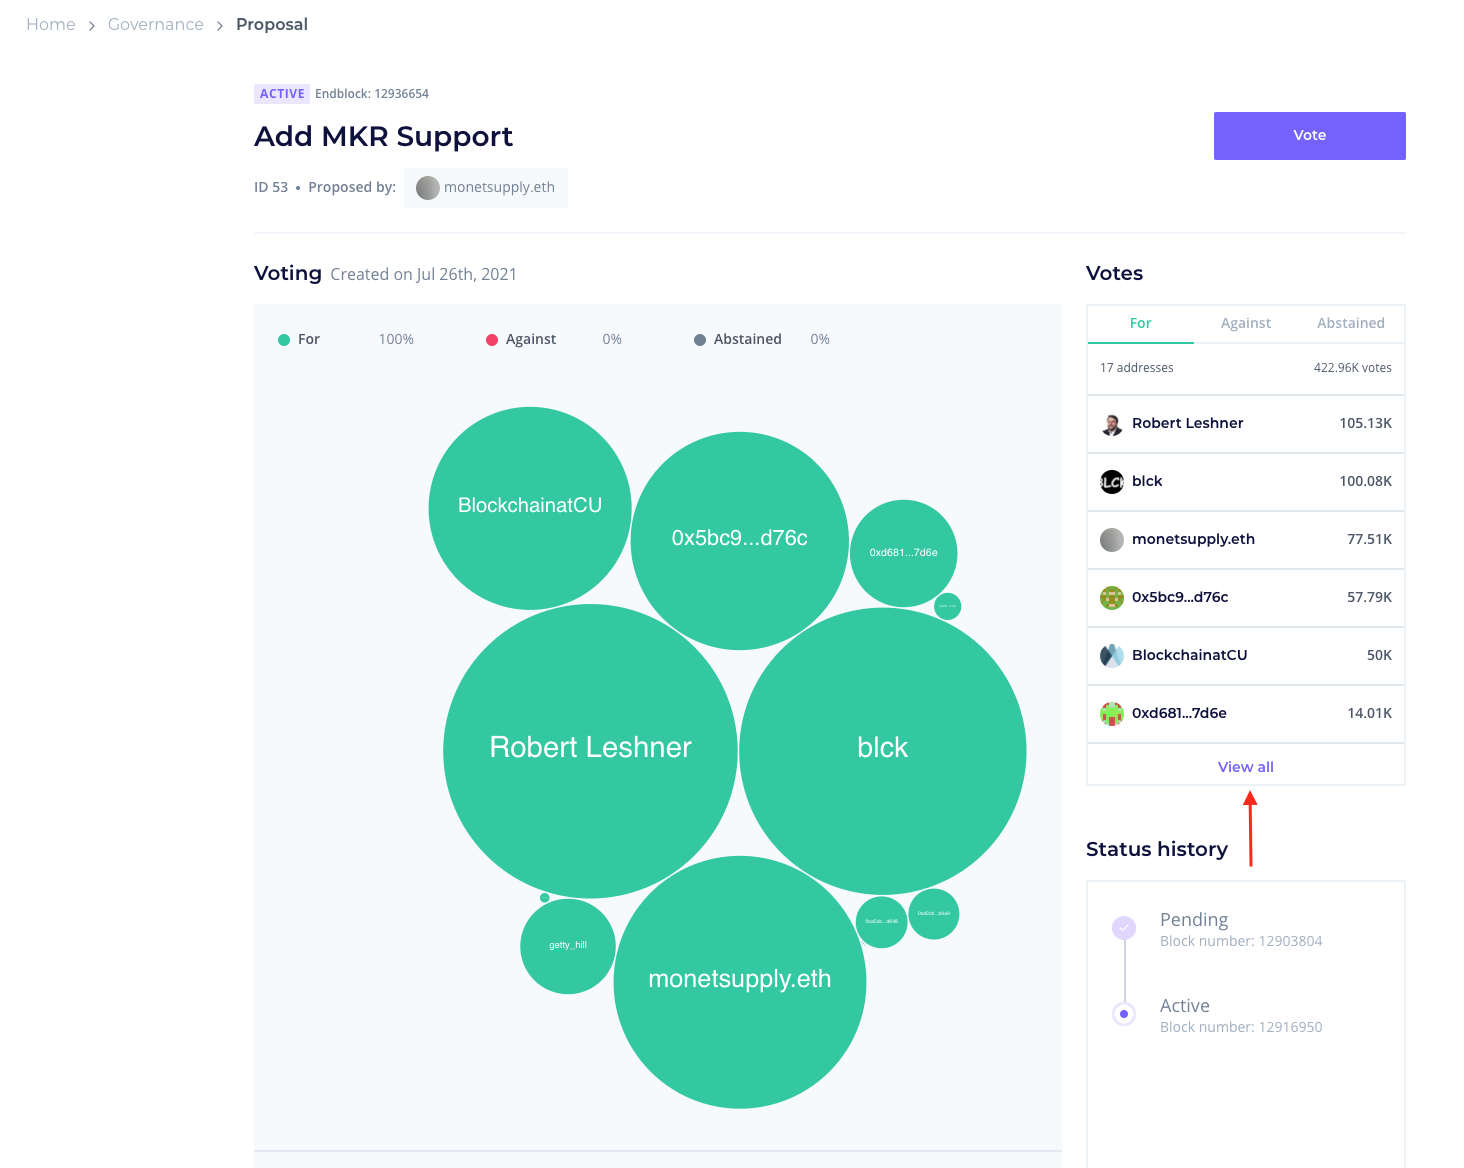 Home > Governance > Proposal
ACTIVE Endblock: 12936654
Add MKR Support
Vote
ID 53 • Proposed by: monetsupply.eth
Voting Created on Jul 26th, 2021
For 100% Against 0% Abstained 0%
BlockchainatCU
0x5bc9...d76c
0xd681...7d6e
Robert Leshner
blck
getty_hill
monetsupply.eth
Votes
For Against Abstained
17 addresses 422.96K votes
Robert Leshner 105.13K
BLCK
blck 100.08K
monetsupply.eth 77.51K
0x5bc9...d76c 57.79K
BlockchainatCU 50K
0xd681...7d6e 14.01K
View all
Status history
Pending
Block number: 12903804
Active
Block number: 12916950